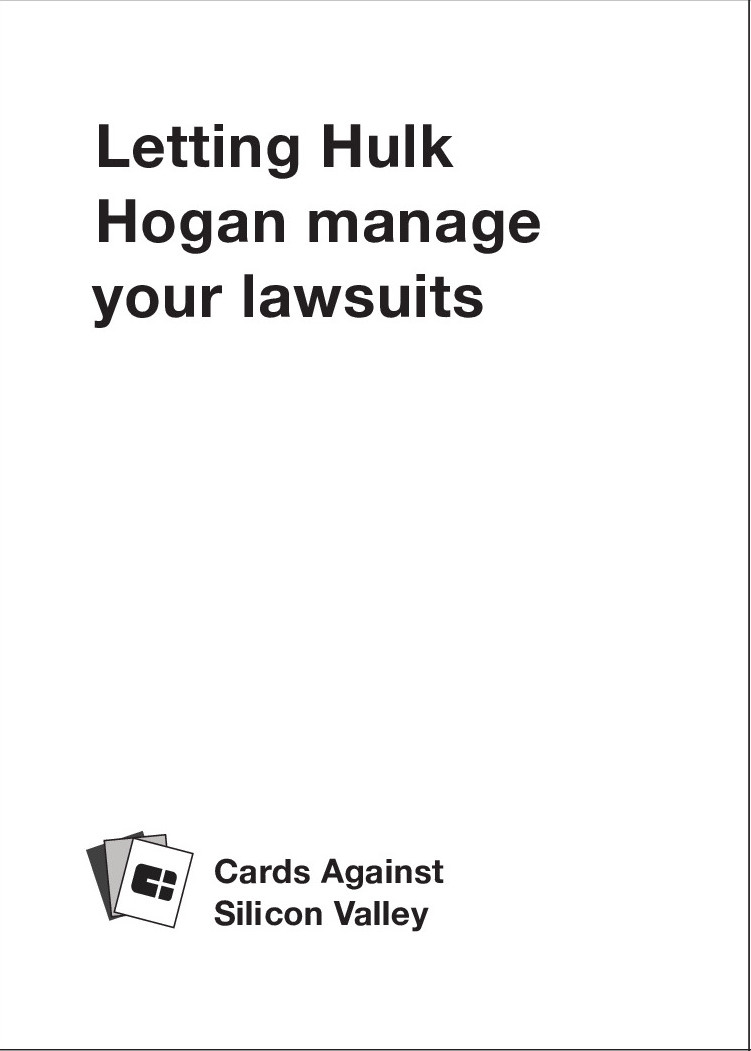 Letting Hulk
Hogan manage
your lawsuits
Cards Against
Silicon Valley